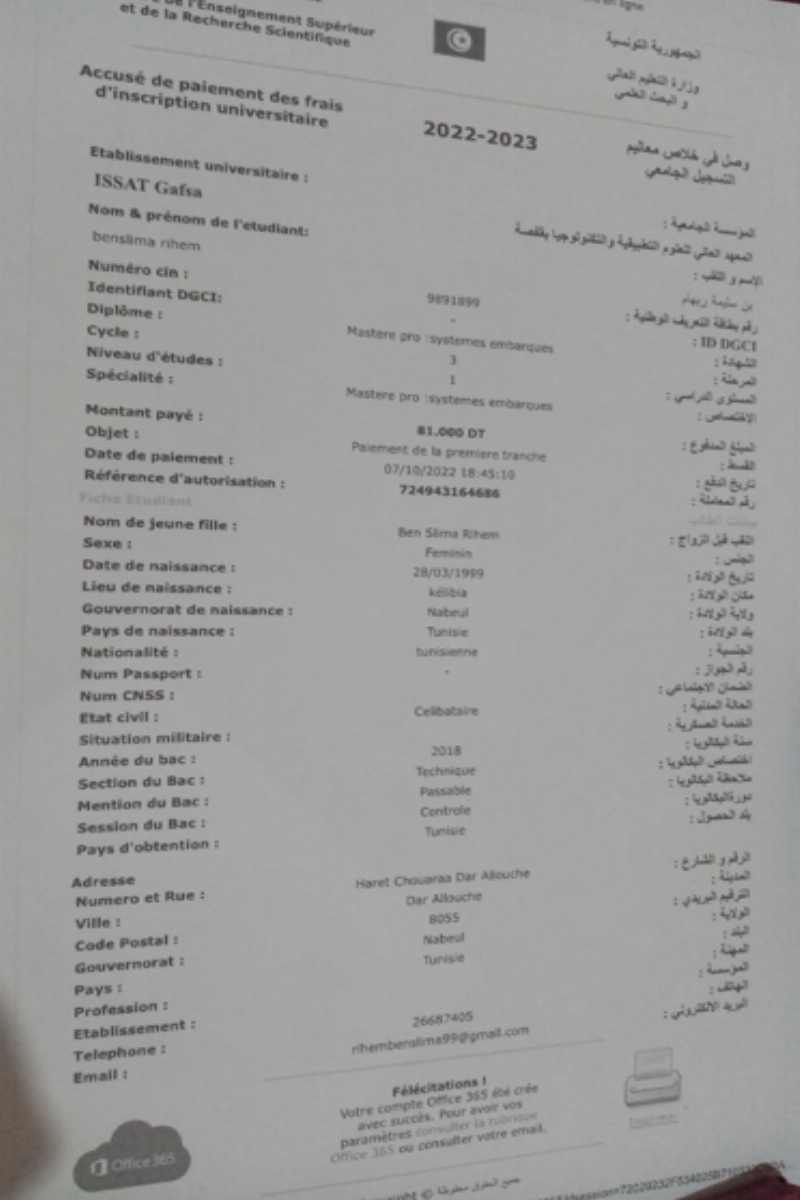 de l'Enseignement Supérieur
et de la Recherche Scientifique
en ligne
الجمهورية التونسية
وزارة التعليم العالي
و البحث العلمي
Accusé de paiement des frais
d'inscription universitaire
2022-2023
وصل في خلاص معاليم
التسجيل الجامعي
Etablissement universitaire :
المؤسسة الجامعية :
ISSAT Gafsa
المعهد العالي للعلوم التطبيقية والتكنولوجيا بقفصة
Nom & prénom de l'etudiant:
الإسم و اللقب :
benslima rihem
بن سليمة ريهام
Numéro cin : 9891899 رقم بطاقة التعريف الوطنية :
Identifiant DGCI: - ID DGCI :
Diplôme : Mastere pro :systemes embarques الشهادة :
Cycle : 3 المرحلة :
Niveau d'études : 1 المستوى الدراسي :
Spécialité : Mastere pro :systemes embarques الاختصاص :
Montant payé : 81.000 DT المبلغ المدفوع :
Objet : Paiement de la premiere tranche القسط :
Date de paiement : 07/10/2022 18:45:10 تاريخ الدفع :
Référence d'autorisation : 724943164686 رقم المعاملة :
Fiche Etudiant بيانات الطالب
Nom de jeune fille : Ben Slima Rihem اللقب قبل الزواج :
Sexe : Feminin الجنس :
Date de naissance : 28/03/1999 تاريخ الولادة :
Lieu de naissance : kélibia مكان الولادة :
Gouvernorat de naissance : Nabeul ولاية الولادة :
Pays de naissance : Tunisie بلد الولادة :
Nationalité : tunisienne الجنسية :
Num Passport : - رقم الجواز :
Num CNSS : الضمان الاجتماعي :
Etat civil : Celibataire الحالة المدنية :
Situation militaire : الخدمة العسكرية :
Année du bac : 2018 سنة البكالوريا :
Section du Bac : Technique اختصاص البكالوريا :
Mention du Bac : Passable ملاحظة البكالوريا :
Session du Bac : Controle دورة البكالوريا :
Pays d'obtention : Tunisie بلد الحصول :
Adresse
Numero et Rue : Haret Chouaraa Dar Allouche الرقم و الشارع :
Ville : Dar Allouche المدينة :
Code Postal : 8055 الترقيم البريدي :
Gouvernorat : Nabeul الولاية :
Pays : Tunisie البلد :
Profession : المهنة :
Etablissement : المؤسسة :
Telephone : 26687405 الهاتف :
Email : rihembenslima99@gmail.com البريد الالكتروني :
Félécitations !
Votre compte Office 365 été crée
avec succès. Pour avoir vos
paramètres consulter la rubrique
Office 365 ou consulter votre email.
Imprimer
Office 365
جميع الحقوق محفوظة ©